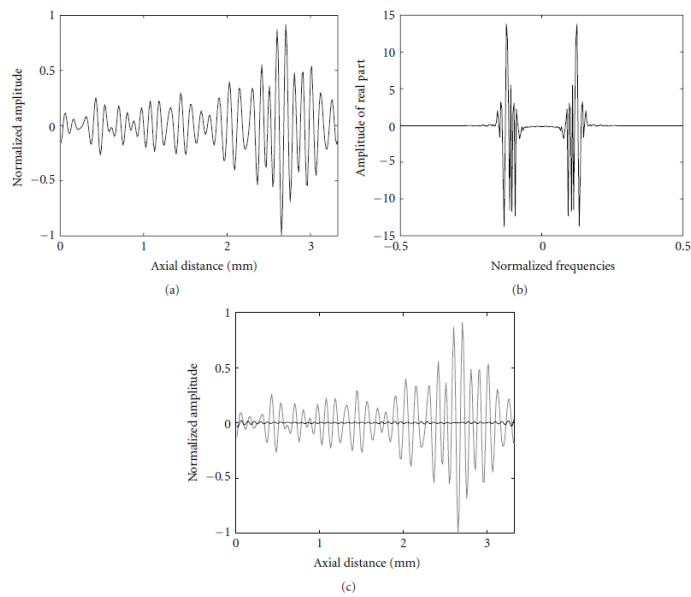 1
0.5
0
−0.5
−1
Normalized amplitude
0 1 2 3
Axial distance (mm)
(a)
15
10
5
0
−5
−10
−15
Amplitude of real part
−0.5 0 0.5
Normalized frequencies
(b)
1
0.5
0
−0.5
−1
Normalized amplitude
0 1 2 3
Axial distance (mm)
(c)